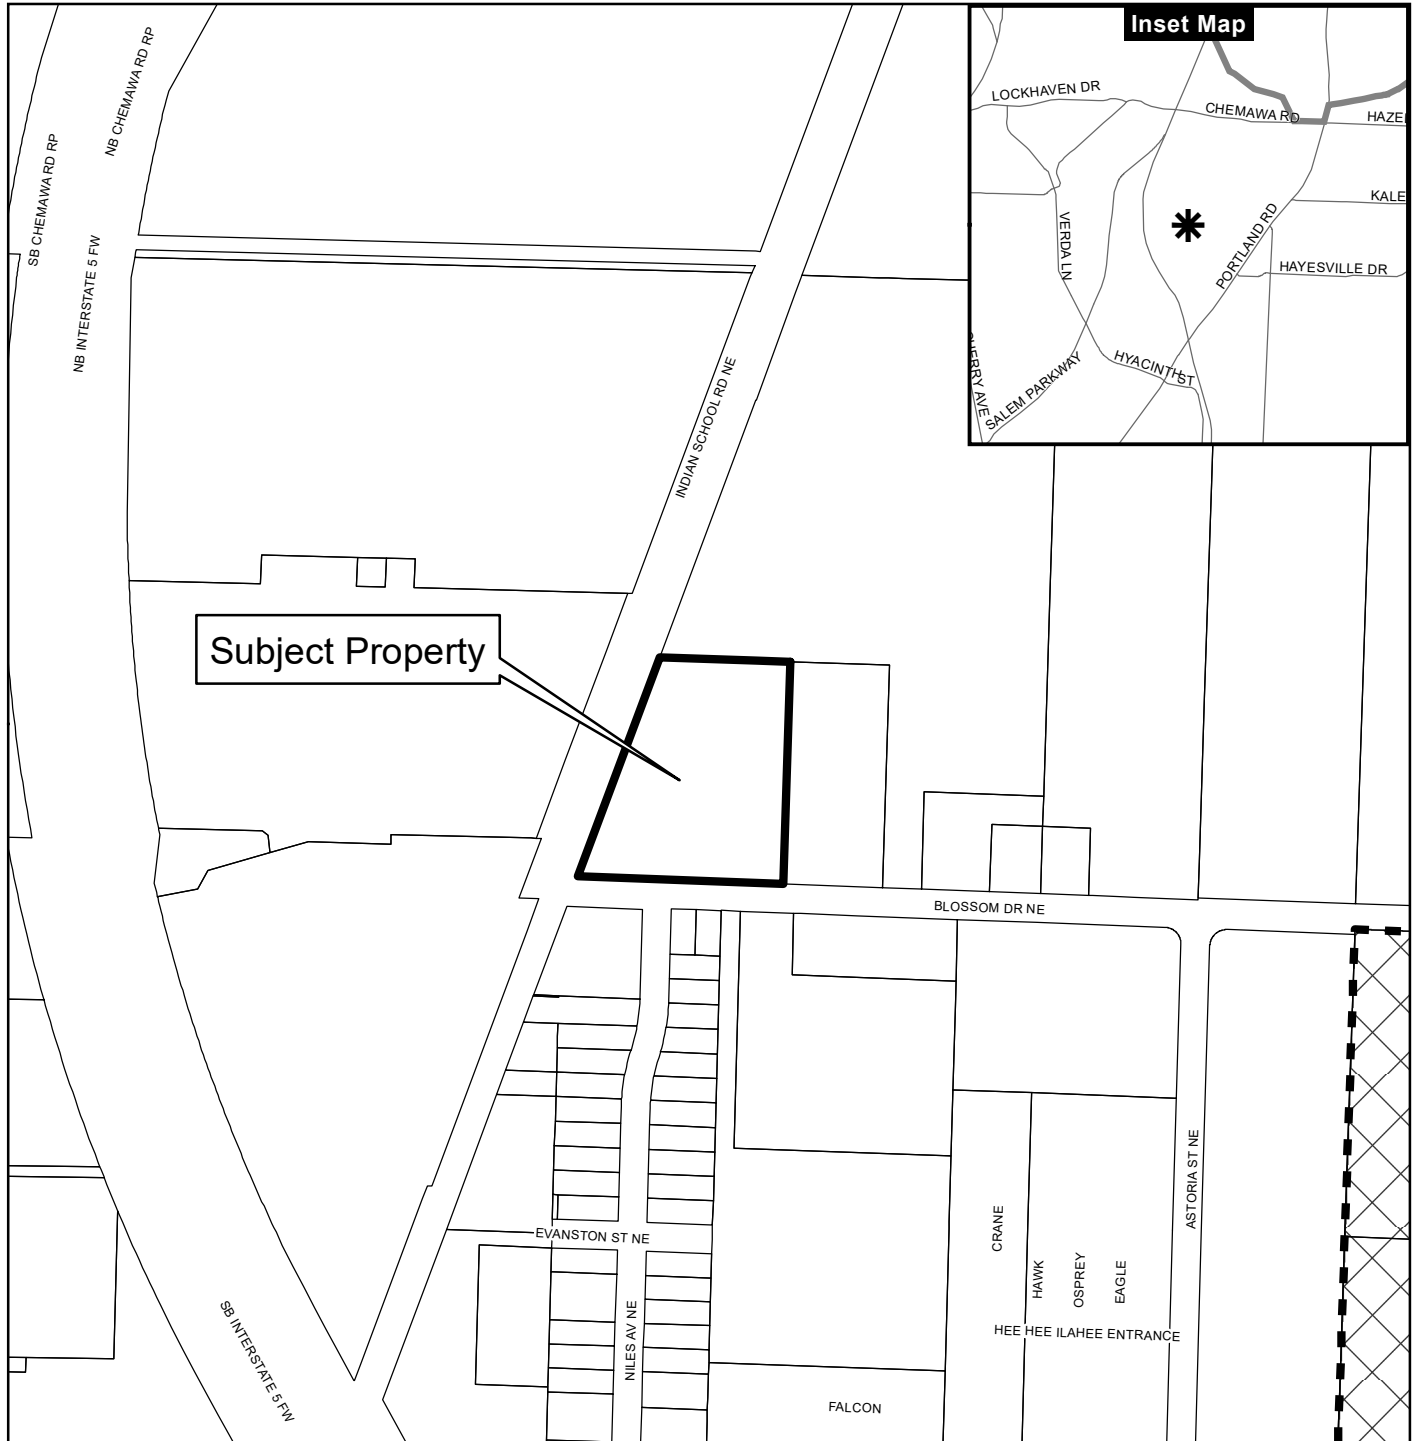 Inset Map
LOCKHAVEN DR
CHEMAWA RD
VERDA LN
PORTLAND RD
HAYESVILLE DR
HYACINTH ST
SALEM PARKWAY
NB CHEMAWA RD RP
SB CHEMAWA RD RP
NB INTERSTATE 5 FW
INDIAN SCHOOL RD NE
Subject Property
BLOSSOM DR NE
ASTORIA ST NE
EVANSTON ST NE
CRANE
HAWK
OSPREY
EAGLE
HEE HEE ILAHEE ENTRANCE
NILES AV NE
SB INTERSTATE 5 FW
FALCON